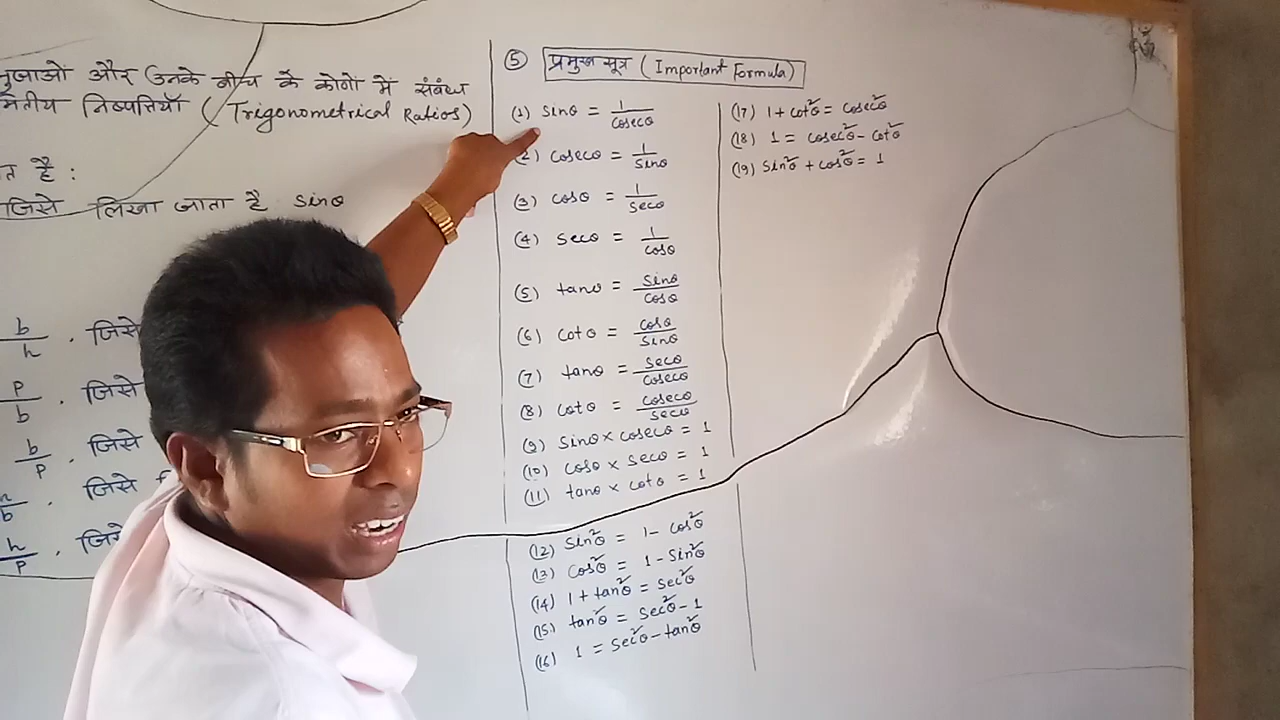 भुजाओं और उनके बीच के कोणों में संबंध
मितीय निष्पत्तियाँ (Trigonometrical Ratios)
है :
जिसे लिखा जाता है sinθ
b/h . जिसे
P/b . जिसे
b/P . जिसे
h/b . जिसे
h/P .
⑤ प्रमुख सूत्र (Important Formula)
(1) sinθ = 1/cosecθ
(2) cosecθ = 1/sinθ
(3) cosθ = 1/secθ
(4) secθ = 1/cosθ
(5) tanθ = sinθ/cosθ
(6) cotθ = cosθ/sinθ
(7) tanθ = secθ/cosecθ
(8) cotθ = cosecθ/secθ
(9) sinθ × cosecθ = 1
(10) cosθ × secθ = 1
(11) tanθ × cotθ = 1
(12) sin²θ = 1 - cos²θ
(13) cos²θ = 1 - sin²θ
(14) 1 + tan²θ = sec²θ
(15) tan²θ = sec²θ - 1
(16) 1 = sec²θ - tan²θ
(17) 1 + cot²θ = cosec²θ
(18) 1 = cosec²θ - cot²θ
(19) sin²θ + cos²θ = 1